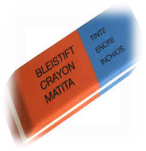 BLEISTIFT
CRAYON
MATITA
TINTE
ENCRE
INCHIOS.